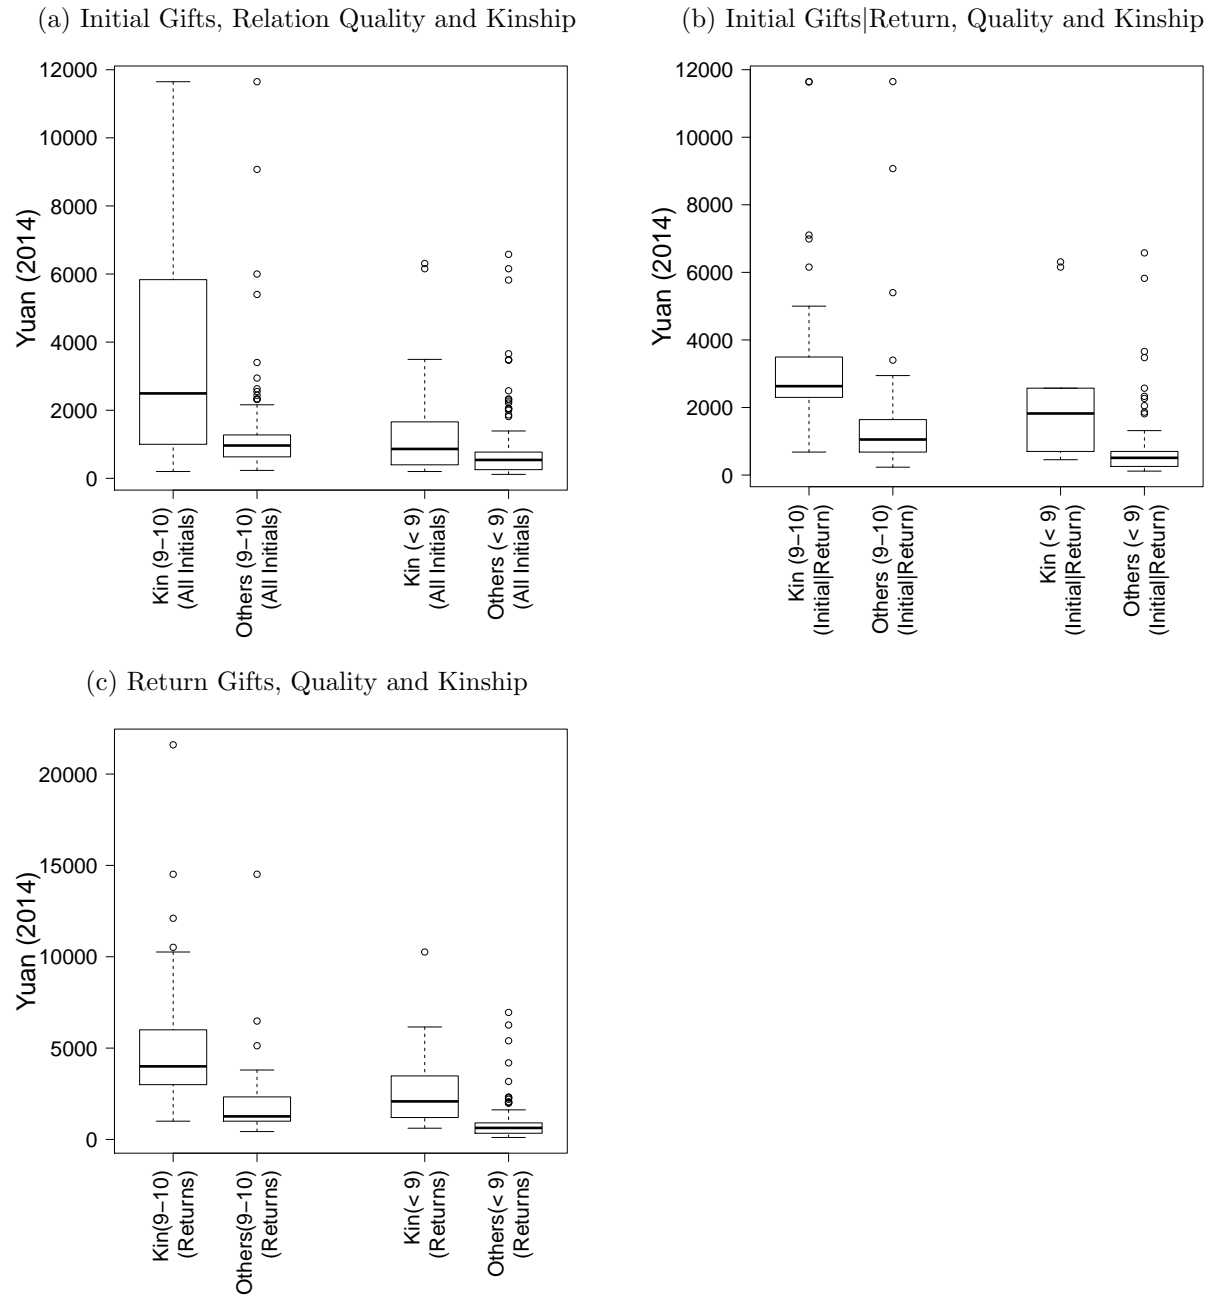 (a) Initial Gifts, Relation Quality and Kinship
Yuan (2014)
12000
10000
8000
6000
4000
2000
0
Kin (9−10)
(All Initials)
Others (9−10)
(All Initials)
Kin (< 9)
(All Initials)
Others (< 9)
(All Initials)
(b) Initial Gifts|Return, Quality and Kinship
Yuan (2014)
12000
10000
8000
6000
4000
2000
0
Kin (9−10)
(Initial|Return)
Others (9−10)
(Initial|Return)
Kin (< 9)
(Initial|Return)
Others (< 9)
(Initial|Return)
(c) Return Gifts, Quality and Kinship
Yuan (2014)
20000
15000
10000
5000
0
Kin(9−10)
(Returns)
Others(9−10)
(Returns)
Kin(< 9)
(Returns)
Others(< 9)
(Returns)